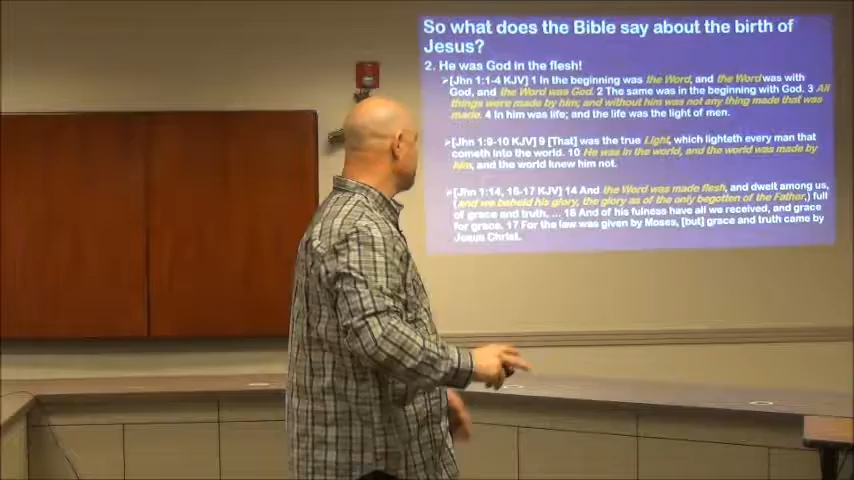 So what does the Bible say about the birth of
Jesus?
2. He was God in the flesh!
[Jhn 1:1-4 KJV] 1 In the beginning was the Word, and the Word was with
God, and the Word was God. 2 The same was in the beginning with God. 3 All
things were made by him; and without him was not any thing made that was
made. 4 In him was life; and the life was the light of men.
[Jhn 1:9-10 KJV] 9 [That] was the true Light, which lighteth every man that
cometh into the world. 10 He was in the world, and the world was made by
him, and the world knew him not.
[Jhn 1:14, 16-17 KJV] 14 And the Word was made flesh, and dwelt among us,
(and we beheld his glory, the glory as of the only begotten of the Father,) full
of grace and truth. ... 16 And of his fulness have all we received, and grace
for grace. 17 For the law was given by Moses, [but] grace and truth came by
Jesus Christ.